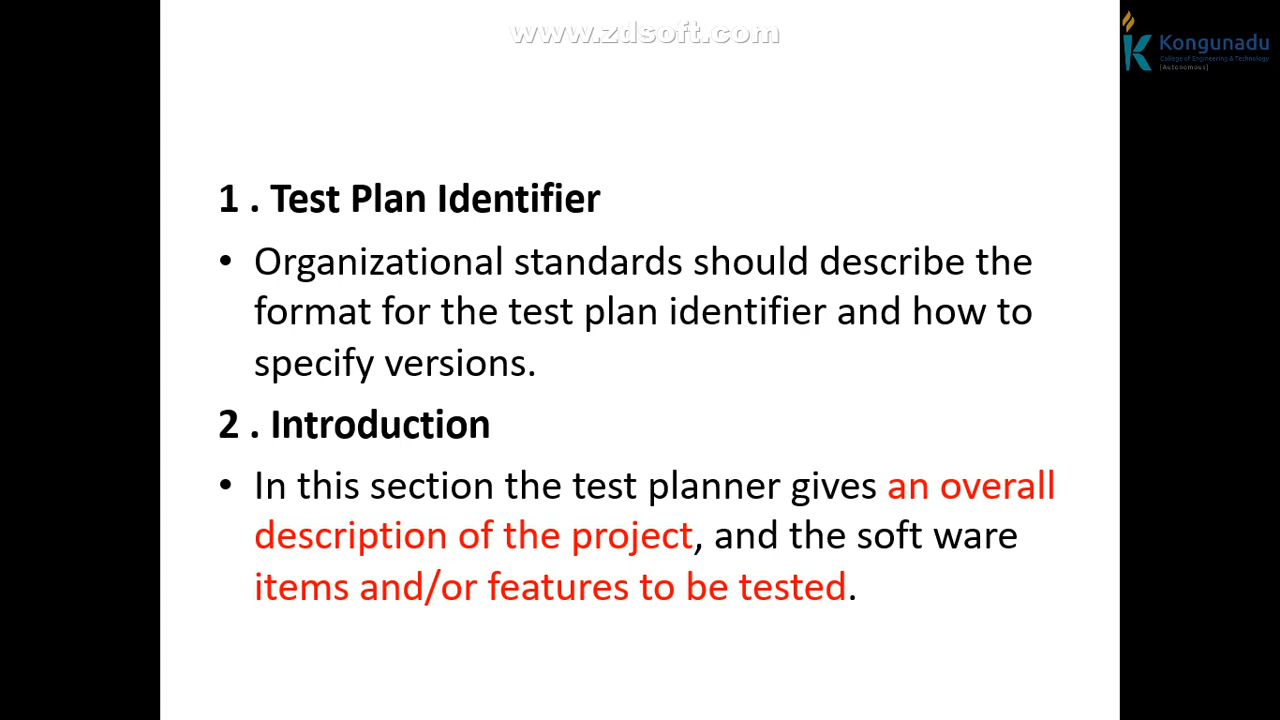 www.zdsoft.com
Kongunadu
College of Engineering & Technology
(Autonomous)
1 . Test Plan Identifier
• Organizational standards should describe the
format for the test plan identifier and how to
specify versions.
2 . Introduction
• In this section the test planner gives an overall
description of the project, and the soft ware
items and/or features to be tested.